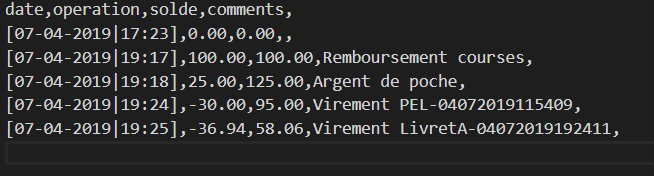 date,operation,solde,comments,
[07-04-2019|17:23],0.00,0.00,,
[07-04-2019|19:17],100.00,100.00,Remboursement courses,
[07-04-2019|19:18],25.00,125.00,Argent de poche,
[07-04-2019|19:24],-30.00,95.00,Virement PEL-04072019115409,
[07-04-2019|19:25],-36.94,58.06,Virement LivretA-04072019192411,